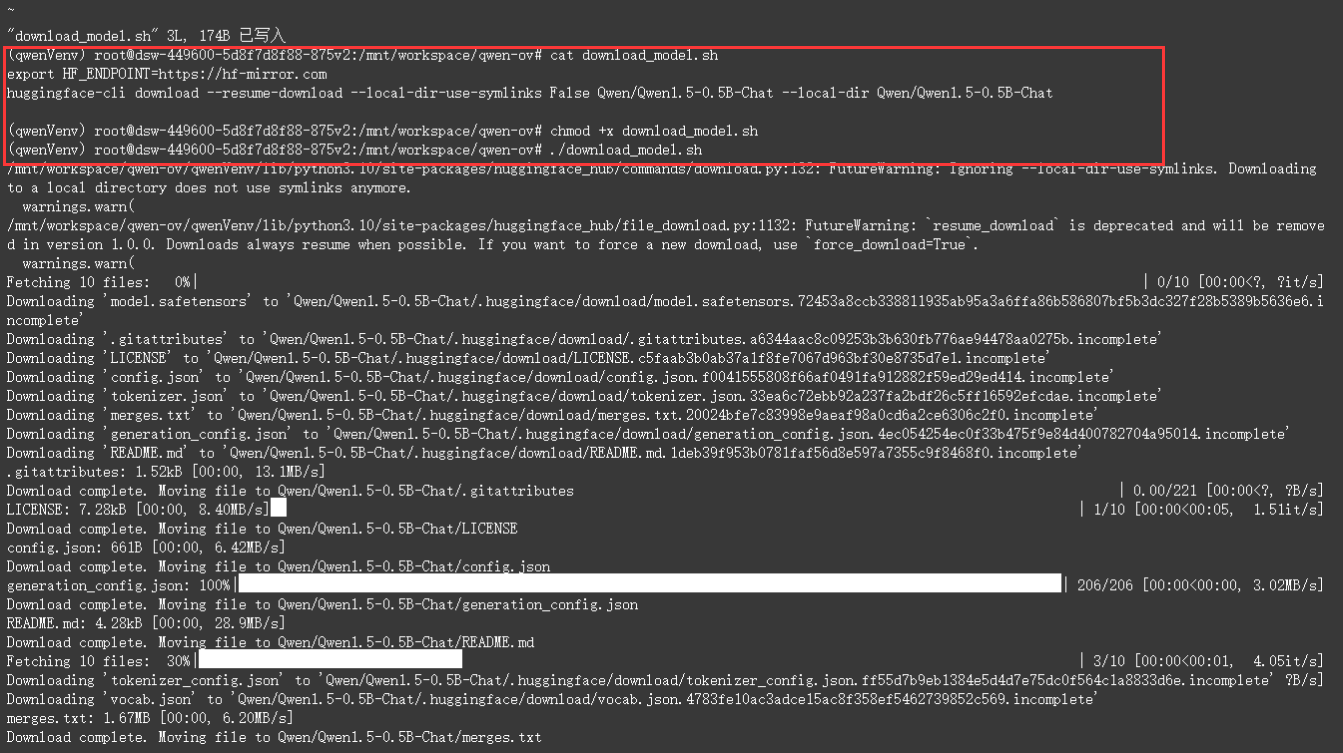 ~
"download_model.sh" 3L, 174B 已写入
(qwenVenv) root@dsw-449600-5d8f7d8f88-875v2:/mnt/workspace/qwen-ov# cat download_model.sh
export HF_ENDPOINT=https://hf-mirror.com
huggingface-cli download --resume-download --local-dir-use-symlinks False Qwen/Qwen1.5-0.5B-Chat --local-dir Qwen/Qwen1.5-0.5B-Chat
(qwenVenv) root@dsw-449600-5d8f7d8f88-875v2:/mnt/workspace/qwen-ov# chmod +x download_model.sh
(qwenVenv) root@dsw-449600-5d8f7d8f88-875v2:/mnt/workspace/qwen-ov# ./download_model.sh
/mnt/workspace/qwen-ov/qwenVenv/lib/python3.10/site-packages/huggingface_hub/commands/download.py:132: FutureWarning: Ignoring --local-dir-use-symlinks. Downloading
to a local directory does not use symlinks anymore.
warnings.warn(
/mnt/workspace/qwen-ov/qwenVenv/lib/python3.10/site-packages/huggingface_hub/file_download.py:1132: FutureWarning: `resume_download` is deprecated and will be remove
d in version 1.0.0. Downloads always resume when possible. If you want to force a new download, use `force_download=True`.
warnings.warn(
Fetching 10 files: 0%| | 0/10 [00:00<?, ?it/s]
Downloading 'model.safetensors' to 'Qwen/Qwen1.5-0.5B-Chat/.huggingface/download/model.safetensors.72453a8ccb338811935ab95a3a6ffa86b586807bf5b3dc327f28b5389b5636e6.i
ncomplete'
Downloading '.gitattributes' to 'Qwen/Qwen1.5-0.5B-Chat/.huggingface/download/.gitattributes.a6344aac8c09253b3b630fb776ae94478aa0275b.incomplete'
Downloading 'LICENSE' to 'Qwen/Qwen1.5-0.5B-Chat/.huggingface/download/LICENSE.c5faab3b0ab37a1f8fe7067d963bf30e8735d7e1.incomplete'
Downloading 'config.json' to 'Qwen/Qwen1.5-0.5B-Chat/.huggingface/download/config.json.f0041555808f66af0491fa912882f59ed29ed414.incomplete'
Downloading 'tokenizer.json' to 'Qwen/Qwen1.5-0.5B-Chat/.huggingface/download/tokenizer.json.33ea6c72ebb92a237fa2bdf26c5ff16592efcdae.incomplete'
Downloading 'merges.txt' to 'Qwen/Qwen1.5-0.5B-Chat/.huggingface/download/merges.txt.20024bfe7c83998e9aeaf98a0cd6a2ce6306c2f0.incomplete'
Downloading 'generation_config.json' to 'Qwen/Qwen1.5-0.5B-Chat/.huggingface/download/generation_config.json.4ec054254ec0f33b475f9e84d400782704a95014.incomplete'
Downloading 'README.md' to 'Qwen/Qwen1.5-0.5B-Chat/.huggingface/download/README.md.1deb39f953b0781faf56d8e597a7355c9f8468f0.incomplete'
.gitattributes: 1.52kB [00:00, 13.1MB/s]
Download complete. Moving file to Qwen/Qwen1.5-0.5B-Chat/.gitattributes | 0.00/221 [00:00<?, ?B/s]
LICENSE: 7.28kB [00:00, 8.40MB/s] | 1/10 [00:00<00:05, 1.51it/s]
Download complete. Moving file to Qwen/Qwen1.5-0.5B-Chat/LICENSE
config.json: 661B [00:00, 6.42MB/s]
Download complete. Moving file to Qwen/Qwen1.5-0.5B-Chat/config.json
generation_config.json: 100%| | 206/206 [00:00<00:00, 3.02MB/s]
Download complete. Moving file to Qwen/Qwen1.5-0.5B-Chat/generation_config.json
README.md: 4.28kB [00:00, 28.9MB/s]
Download complete. Moving file to Qwen/Qwen1.5-0.5B-Chat/README.md
Fetching 10 files: 30%| | 3/10 [00:00<00:01, 4.05it/s]
Downloading 'tokenizer_config.json' to 'Qwen/Qwen1.5-0.5B-Chat/.huggingface/download/tokenizer_config.json.ff55d7b9eb1384e5d4d7e75dc0f564c1a8833d6e.incomplete' ?B/s]
Downloading 'vocab.json' to 'Qwen/Qwen1.5-0.5B-Chat/.huggingface/download/vocab.json.4783fe10ac3adce15ac8f358ef5462739852c569.incomplete'
merges.txt: 1.67MB [00:00, 6.20MB/s]
Download complete. Moving file to Qwen/Qwen1.5-0.5B-Chat/merges.txt